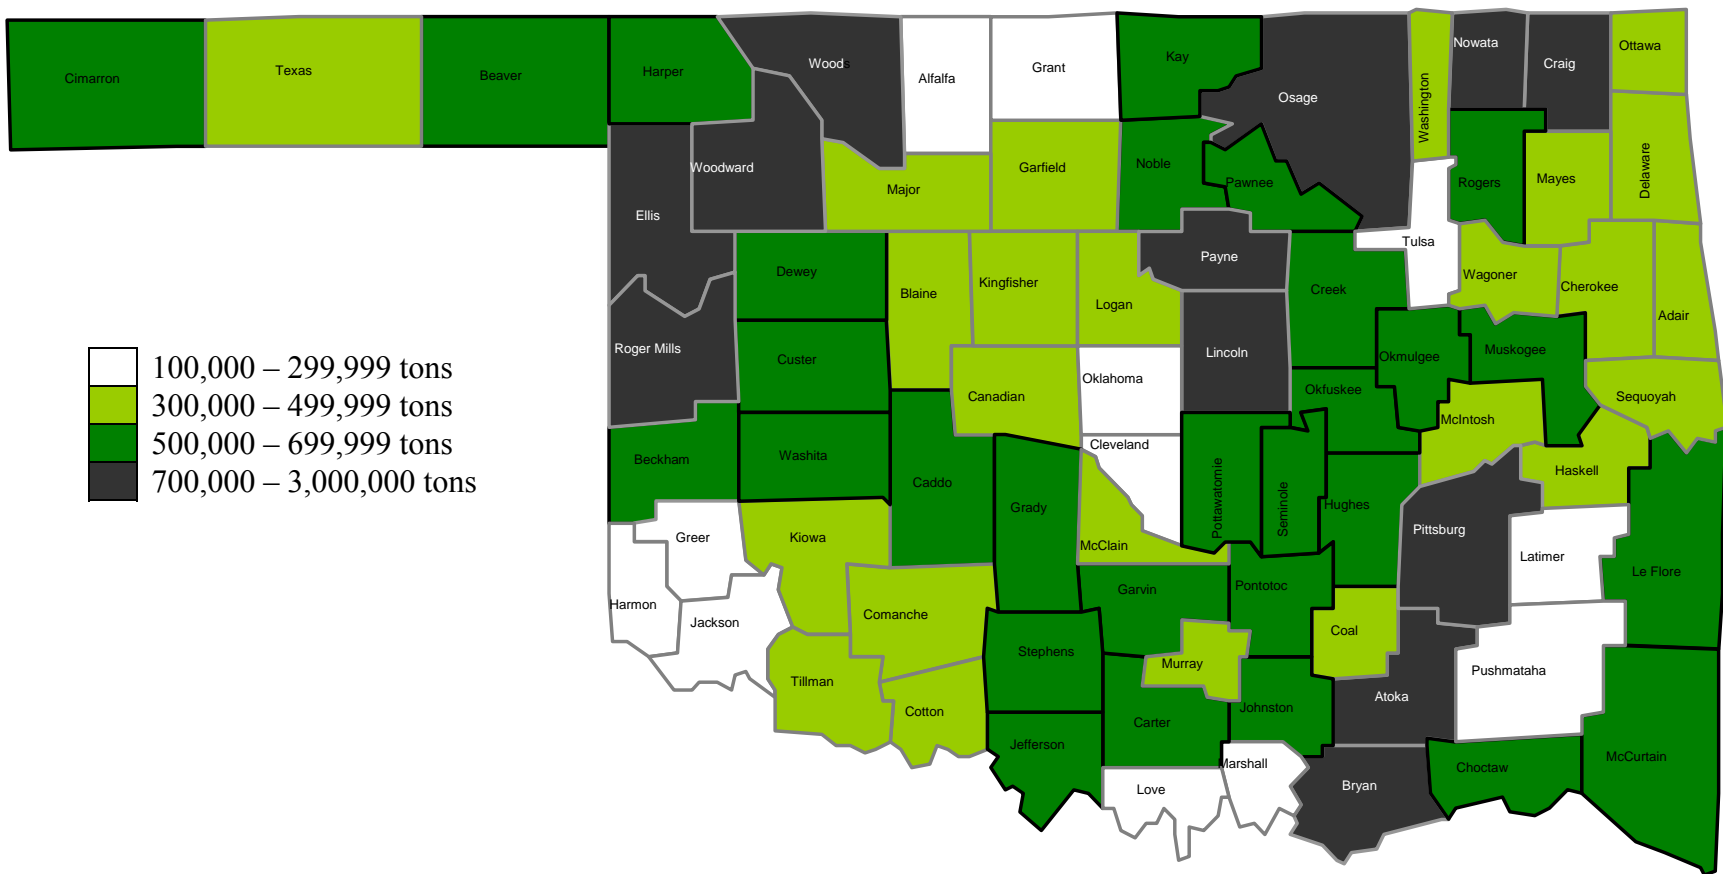 Cimarron
Texas
Beaver
Harper
Woods
Alfalfa
Grant
Kay
Osage
Washington
Nowata
Craig
Ottawa
Woodward
Ellis
Major
Garfield
Noble
Pawnee
Rogers
Mayes
Delaware
Dewey
Blaine
Kingfisher
Logan
Payne
Creek
Tulsa
Wagoner
Cherokee
Adair
Roger Mills
Custer
Canadian
Oklahoma
Lincoln
Okfuskee
Okmulgee
Muskogee
McIntosh
Sequoyah
100,000 – 299,999 tons
300,000 – 499,999 tons
500,000 – 699,999 tons
700,000 – 3,000,000 tons
Beckham
Washita
Caddo
Grady
Cleveland
Pottawatomie
Seminole
Hughes
Haskell
Greer
Kiowa
McClain
Pittsburg
Latimer
Le Flore
Harmon
Jackson
Comanche
Garvin
Pontotoc
Coal
Tillman
Cotton
Stephens
Murray
Johnston
Atoka
Pushmataha
Jefferson
Carter
Love
Marshall
Bryan
Choctaw
McCurtain